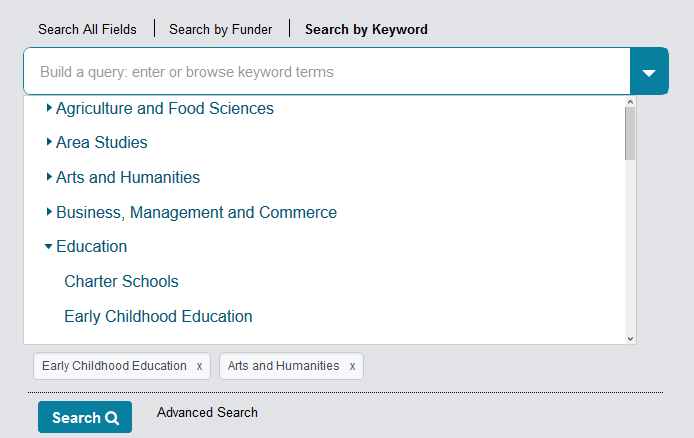 Search All Fields Search by Funder Search by Keyword
Build a query: enter or browse keyword terms
Agriculture and Food Sciences
Area Studies
Arts and Humanities
Business, Management and Commerce
Education
Charter Schools
Early Childhood Education
Early Childhood Education x Arts and Humanities x
Search Advanced Search